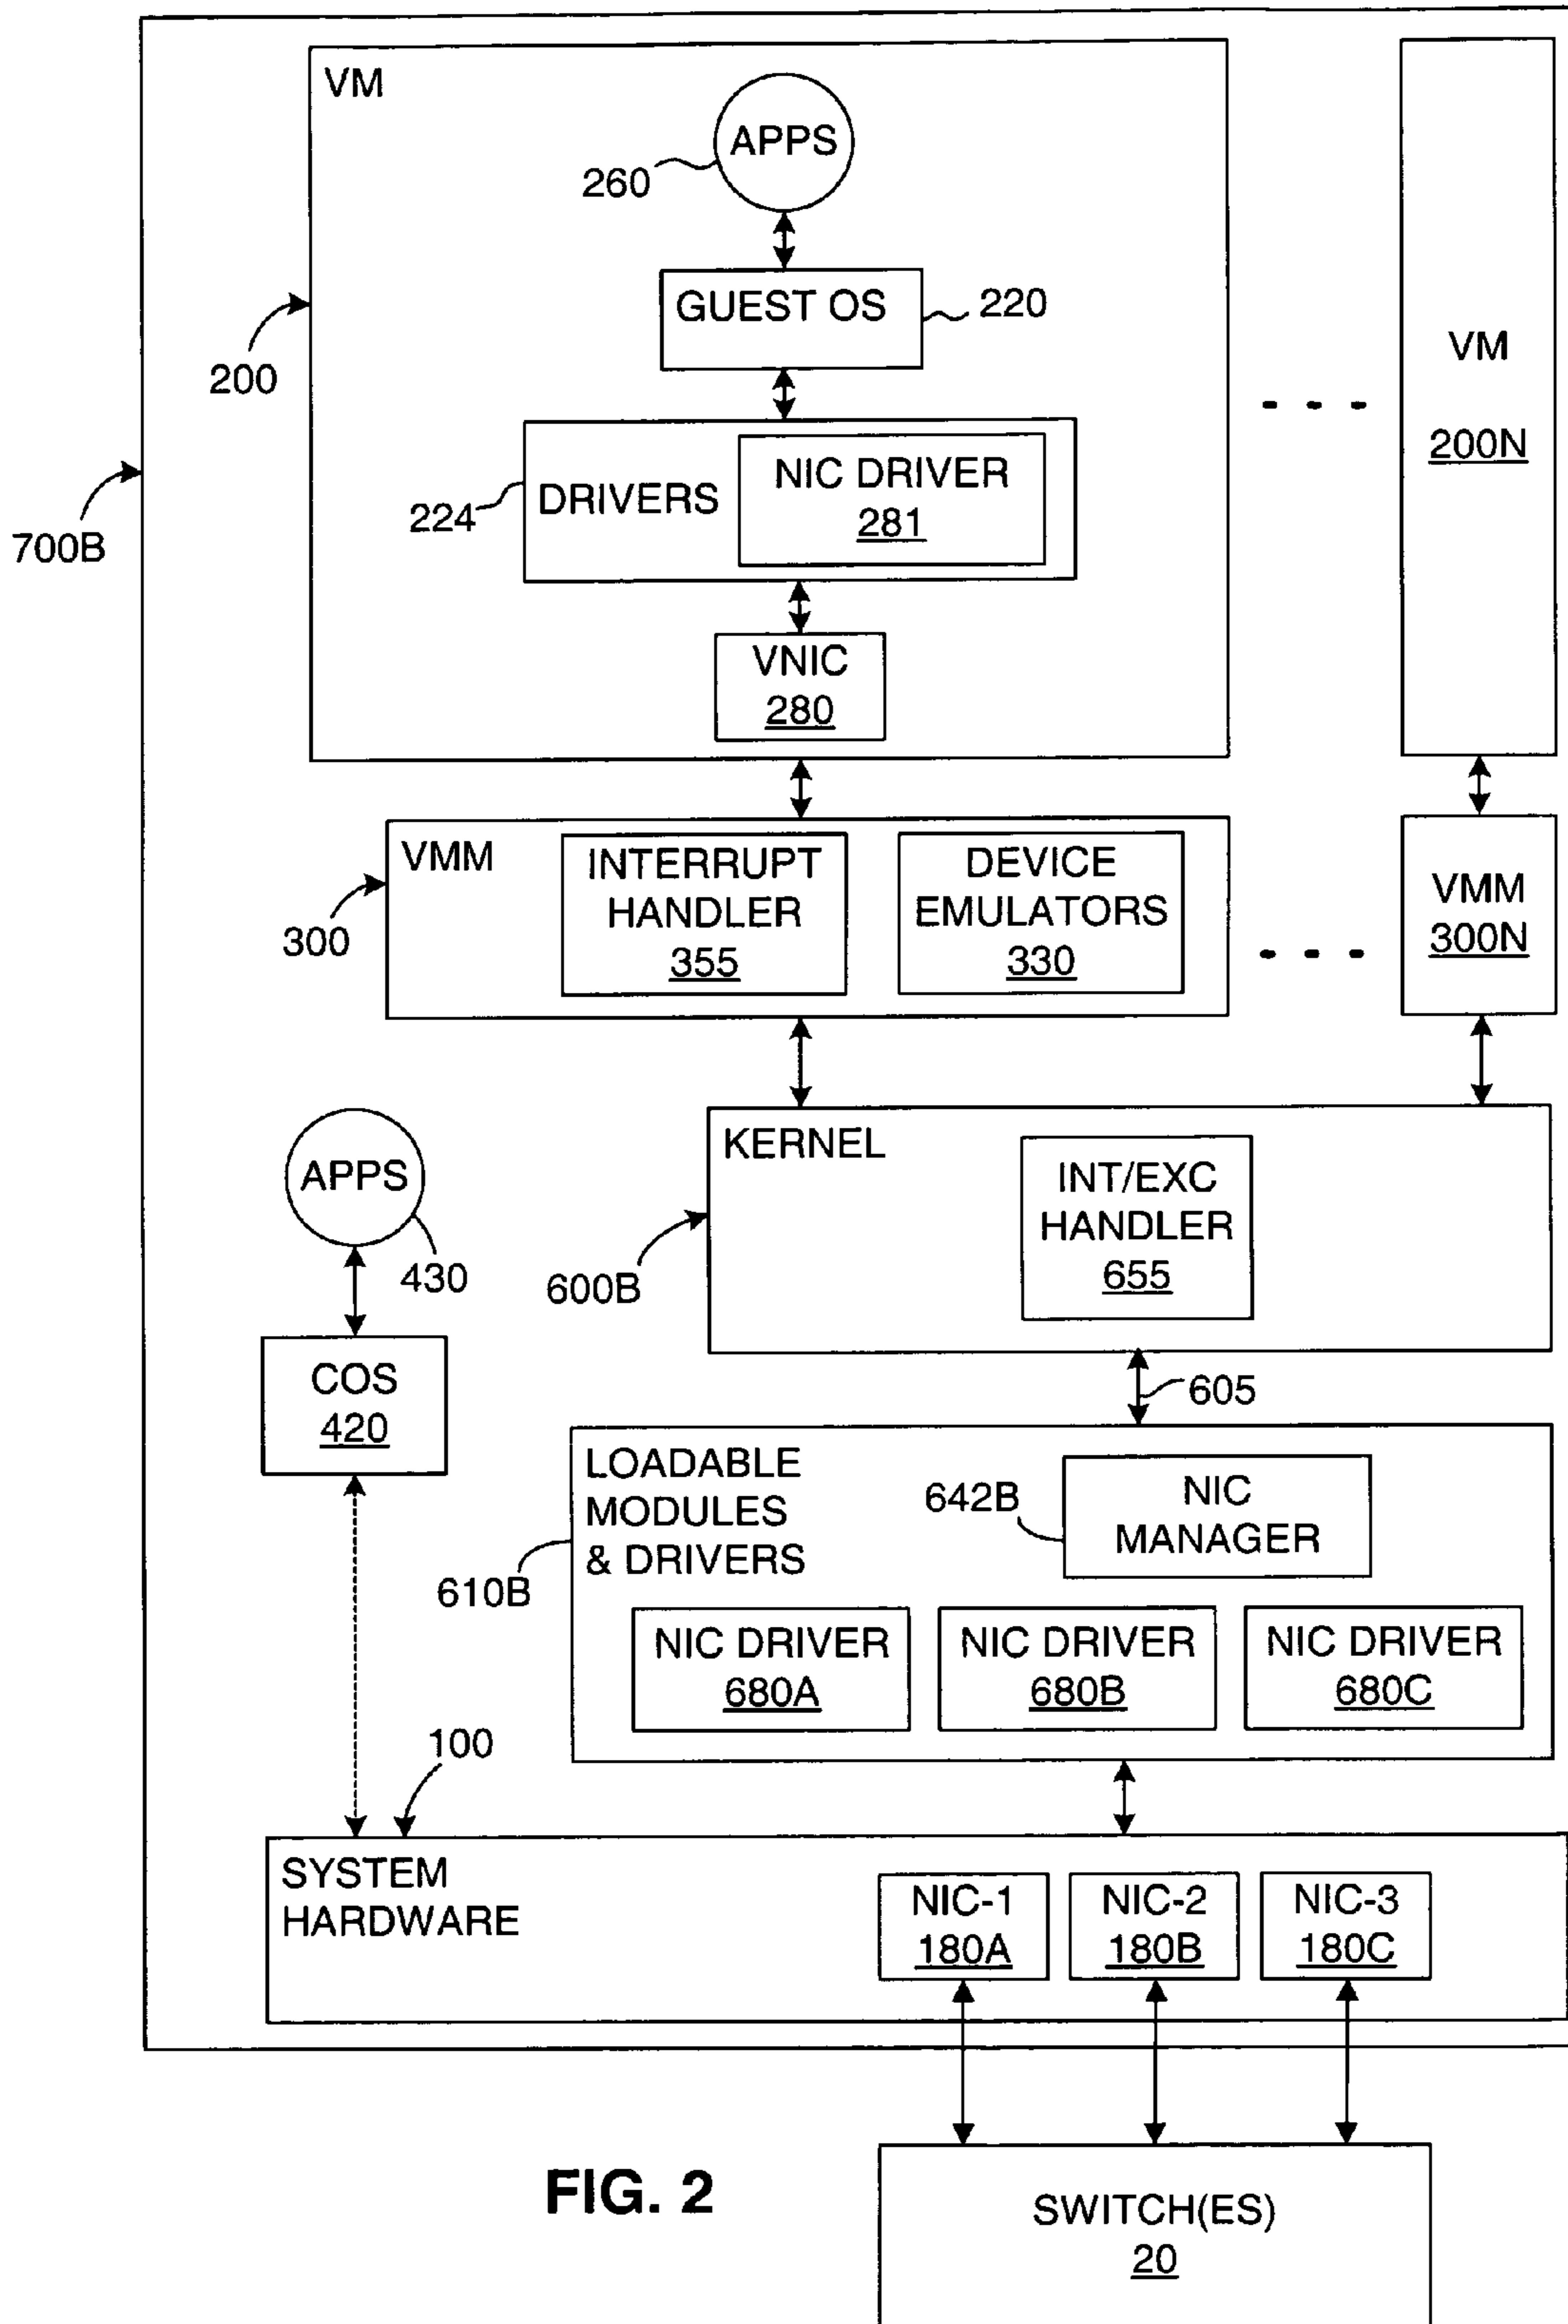 VM
APPS
260
GUEST OS
220
200
VM
200N
DRIVERS
NIC DRIVER
281
224
700B
VNIC
280
VMM
INTERRUPT
HANDLER
355
DEVICE
EMULATORS
330
300
VMM
300N
KERNEL
INT/EXC
HANDLER
655
600B
APPS
430
COS
420
605
LOADABLE
MODULES
& DRIVERS
642B
NIC
MANAGER
610B
NIC DRIVER
680A
NIC DRIVER
680B
NIC DRIVER
680C
100
SYSTEM
HARDWARE
NIC-1
180A
NIC-2
180B
NIC-3
180C
FIG. 2
SWITCH(ES)
20